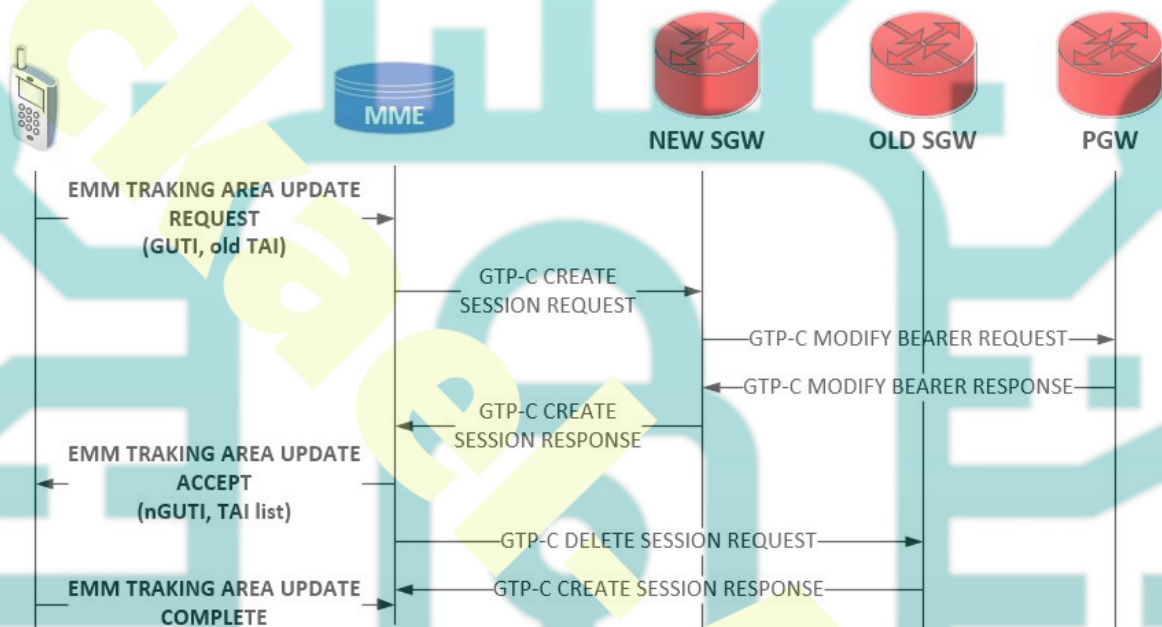 MME
NEW SGW
OLD SGW
PGW
EMM TRAKING AREA UPDATE
REQUEST
(GUTI, old TAI)
GTP-C CREATE
SESSION REQUEST
GTP-C MODIFY BEARER REQUEST
GTP-C MODIFY BEARER RESPONSE
GTP-C CREATE
SESSION RESPONSE
EMM TRAKING AREA UPDATE
ACCEPT
(nGUTI, TAI list)
GTP-C DELETE SESSION REQUEST
GTP-C CREATE SESSION RESPONSE
EMM TRAKING AREA UPDATE
COMPLETE